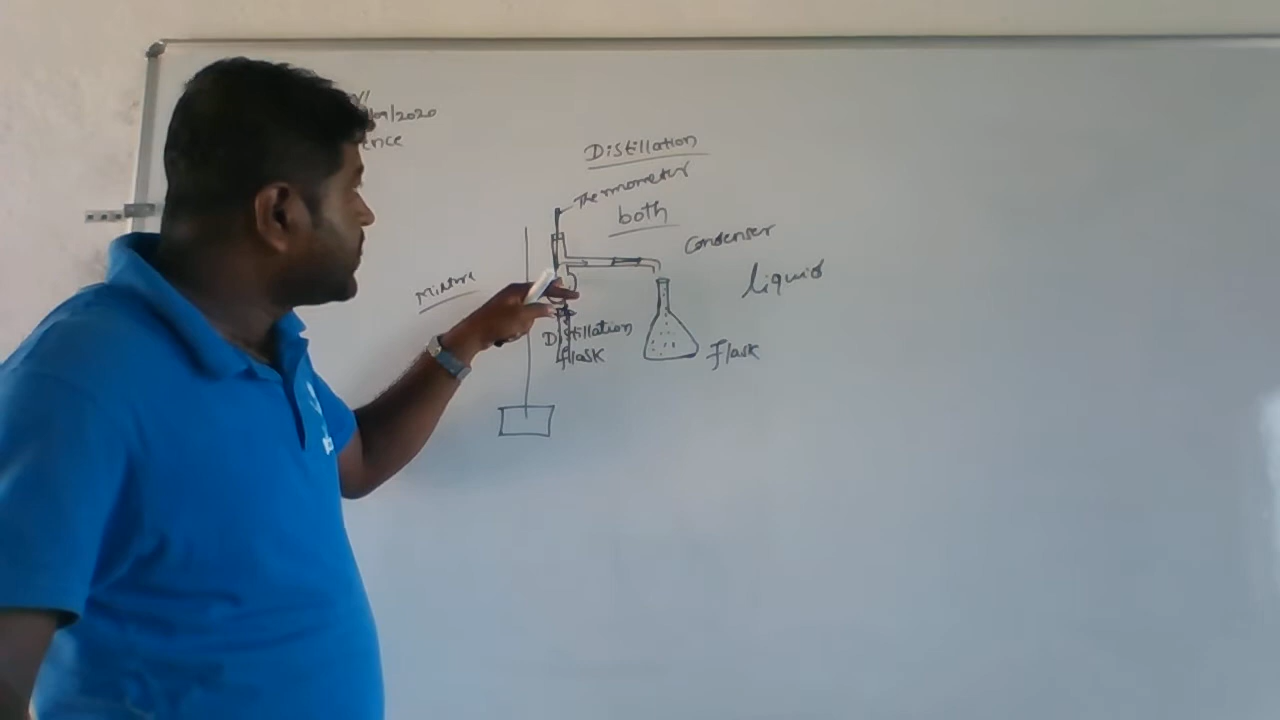 /09/2020
ence
Distillation
Thermometer
both
Condenser
Mixture
liquid
Distillation
flask
flask